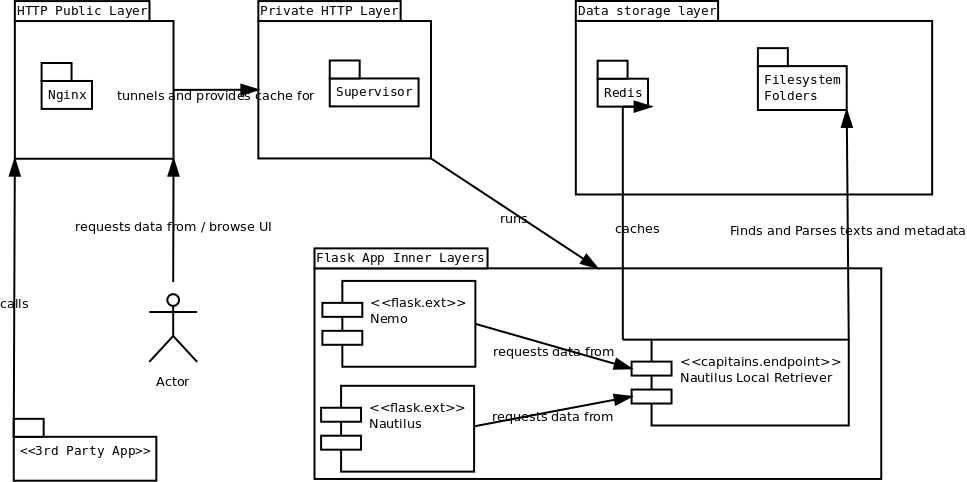 HTTP Public Layer
Private HTTP Layer
Data storage layer
Nginx
tunnels and provides cache for
Supervisor
Redis
Filesystem
Folders
requests data from / browse UI
runs
caches
Finds and Parses texts and metadata
calls
Actor
<<3rd Party App>>
Flask App Inner Layers
<<flask.ext>>
Nemo
requests data from
<<capitains.endpoint>>
Nautilus Local Retriever
<<flask.ext>>
Nautilus
requests data from